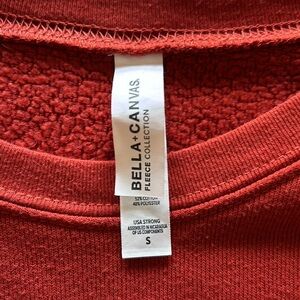 BELLA+CANVAS.
FLEECE COLLECTION
52% COTTON
48% POLYESTER
USA STRONG
ASSEMBLED IN NICARAGUA
OF US COMPONENTS
S